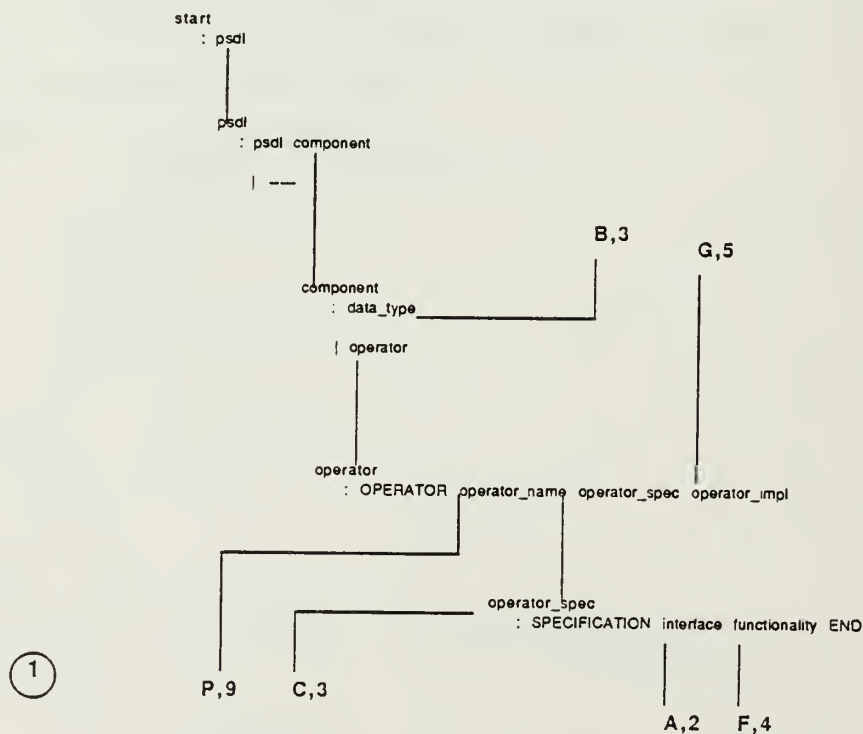 start
: psdl
psdl
: psdl component
| ---
B,3
G,5
component
: data_type
| operator
operator
: OPERATOR operator_name operator_spec operator_impl
operator_spec
: SPECIFICATION interface functionality END
1
P,9 C,3
A,2 F,4